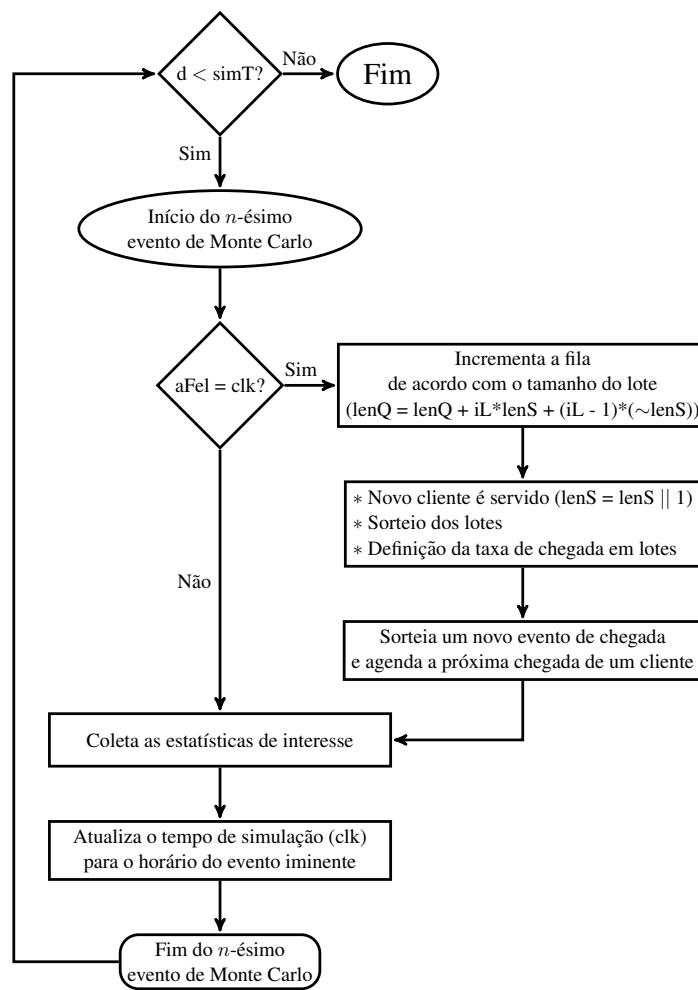 d < simT?
Não
Fim
Sim
Início do n-ésimo
evento de Monte Carlo
aFel = clk?
Sim
Incrementa a fila
de acordo com o tamanho do lote
(lenQ = lenQ + iL*lenS + (iL - 1)*(∼lenS))
∗ Novo cliente é servido (lenS = lenS || 1)
∗ Sorteio dos lotes
∗ Definição da taxa de chegada em lotes
Não
Sorteia um novo evento de chegada
e agenda a próxima chegada de um cliente
Coleta as estatísticas de interesse
Atualiza o tempo de simulação (clk)
para o horário do evento iminente
Fim do n-ésimo
evento de Monte Carlo